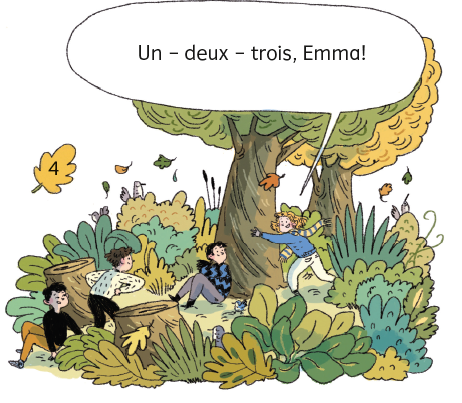 Un – deux – trois, Emma!
4